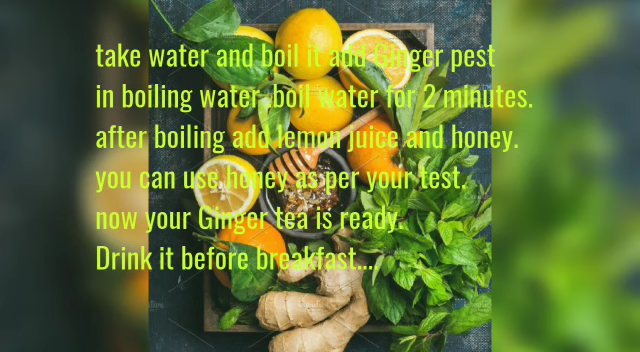 take water and boil it add Ginger pest
in boiling water .boil water for 2 minutes.
after boiling add lemon juice and honey.
you can use honey as per your test.
now your Ginger tea is ready.
Drink it before breakfast....